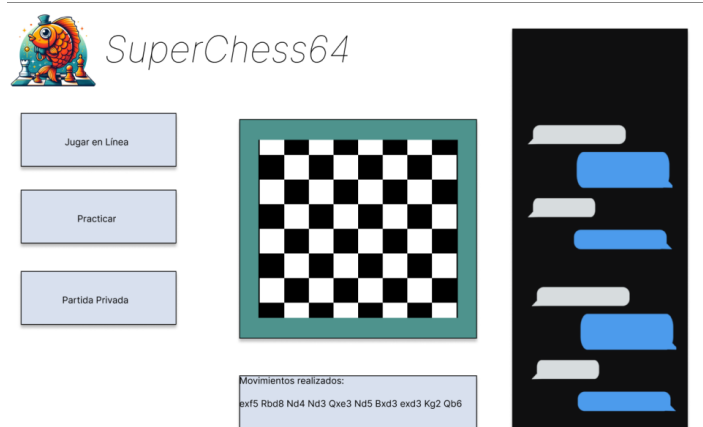 SuperChess64
Jugar en Línea
Practicar
Partida Privada
Movimientos realizados:
exf5 Rbd8 Nd4 Nd3 Qxe3 Nd5 Bxd3 exd3 Kg2 Qb6